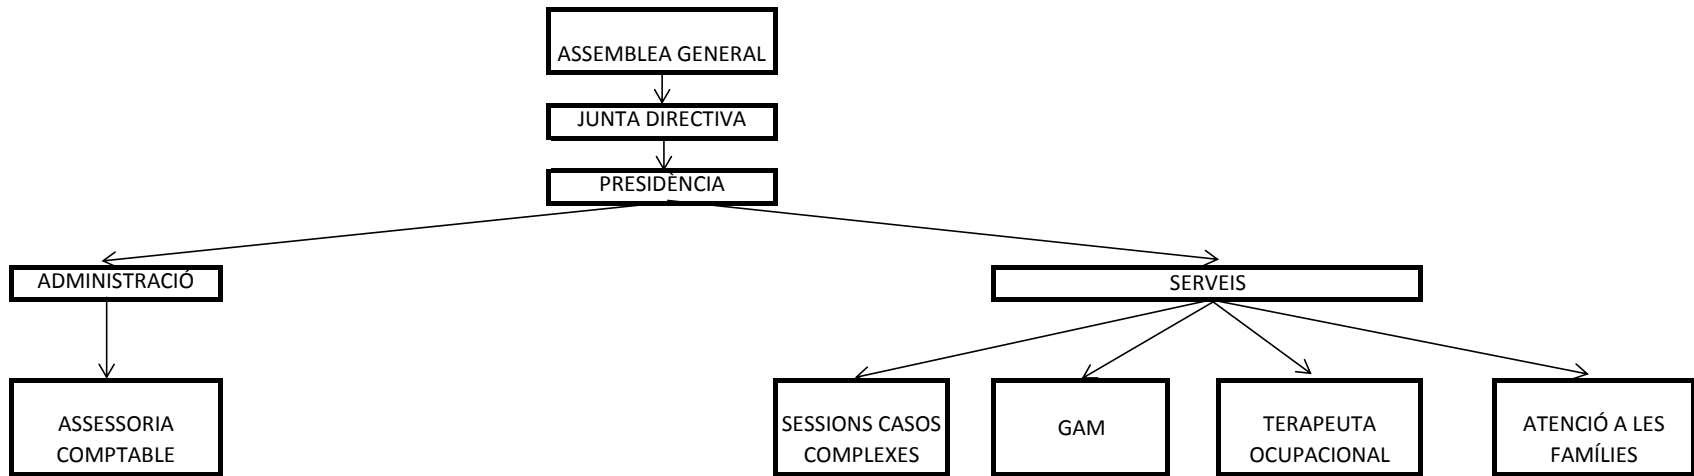 ASSEMBLEA GENERAL
JUNTA DIRECTIVA
PRESIDÈNCIA
ADMINISTRACIÓ
SERVEIS
ASSESSORIA
COMPTABLE
SESSIONS CASOS
COMPLEXES
GAM
TERAPEUTA
OCUPACIONAL
ATENCIÓ A LES
FAMÍLIES